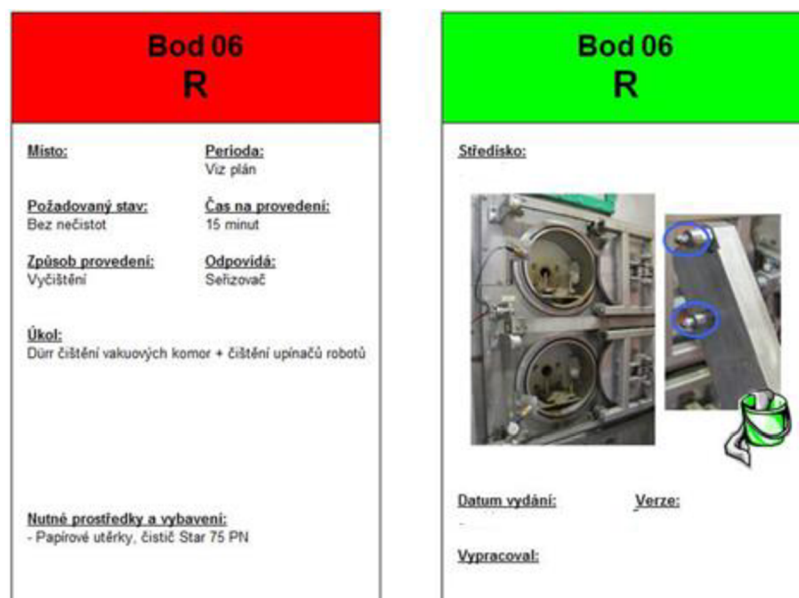 Bod 06
R
Místo:
Perioda:
Viz plán
Požadovaný stav:
Bez nečistot
Čas na provedení:
15 minut
Způsob provedení:
Vyčištění
Odpovídá:
Seřizovač
Úkol:
Dürr čištění vakuových komor + čištění upínačů robotů
Nutné prostředky a vybavení:
- Papírové utěrky, čistič Star 75 PN
Bod 06
R
Středisko:
Datum vydání:
Verze:
Vypracoval: